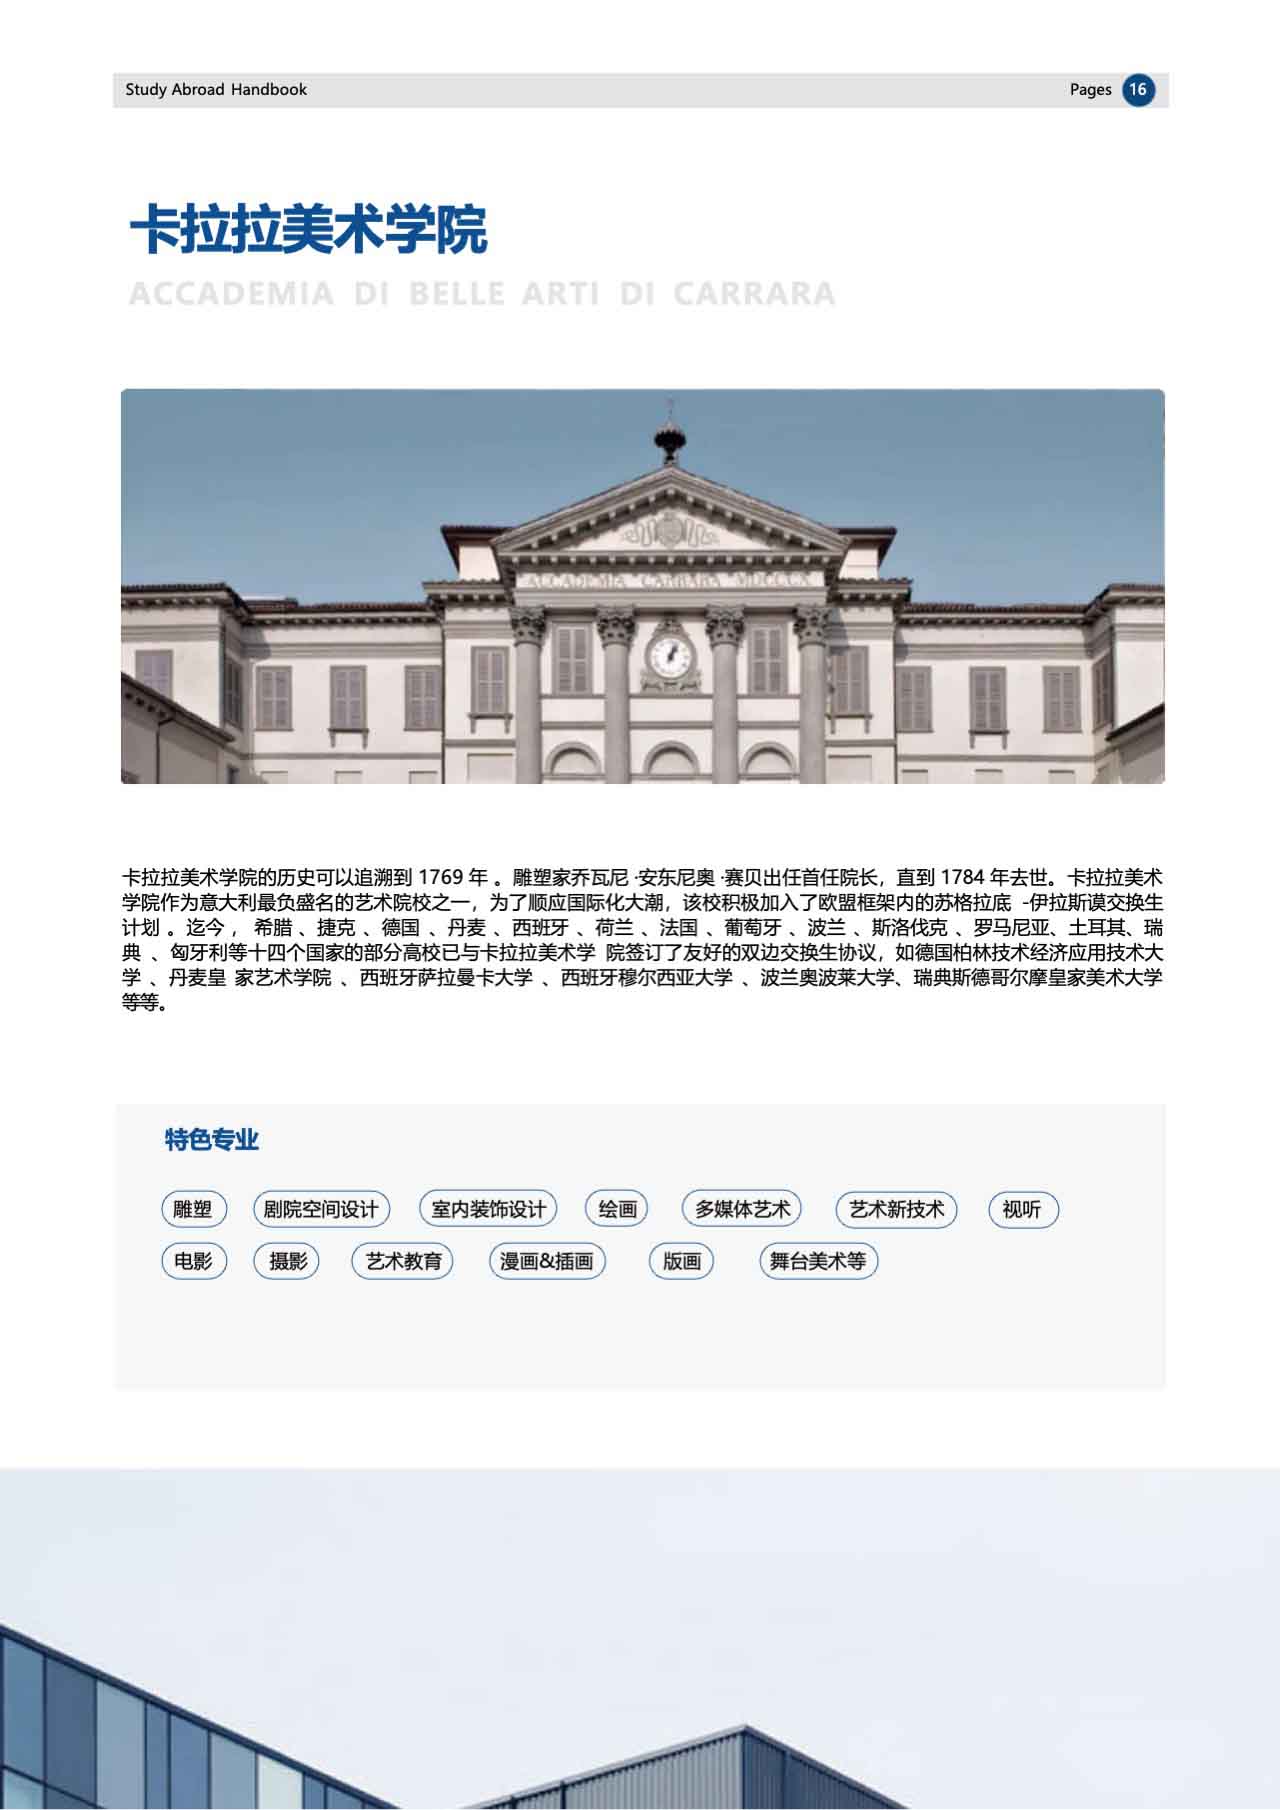 Study Abroad Handbook
Pages 16
卡拉拉美术学院
ACCADEMIA DI BELLE ARTI DI CARRARA
ACCADEMIA CARRARA MDCCCX
卡拉拉美术学院的历史可以追溯到 1769 年 。雕塑家乔瓦尼 ·安东尼奥 ·赛贝出任首任院长，直到 1784 年去世。卡拉拉美术
学院作为意大利最负盛名的艺术院校之一，为了顺应国际化大潮，该校积极加入了欧盟框架内的苏格拉底 -伊拉斯谟交换生
计划 。迄今 ， 希腊 、捷克 、德国 、丹麦 、西班牙 、荷兰 、法国 、葡萄牙 、波兰 、斯洛伐克 、罗马尼亚、土耳其、瑞
典 、匈牙利等十四个国家的部分高校已与卡拉拉美术学 院签订了友好的双边交换生协议，如德国柏林技术经济应用技术大
学 、丹麦皇 家艺术学院 、西班牙萨拉曼卡大学 、西班牙穆尔西亚大学 、波兰奥波莱大学、瑞典斯德哥尔摩皇家美术大学
等等。
特色专业
雕塑 剧院空间设计 室内装饰设计 绘画 多媒体艺术 艺术新技术 视听
电影 摄影 艺术教育 漫画&插画 版画 舞台美术等